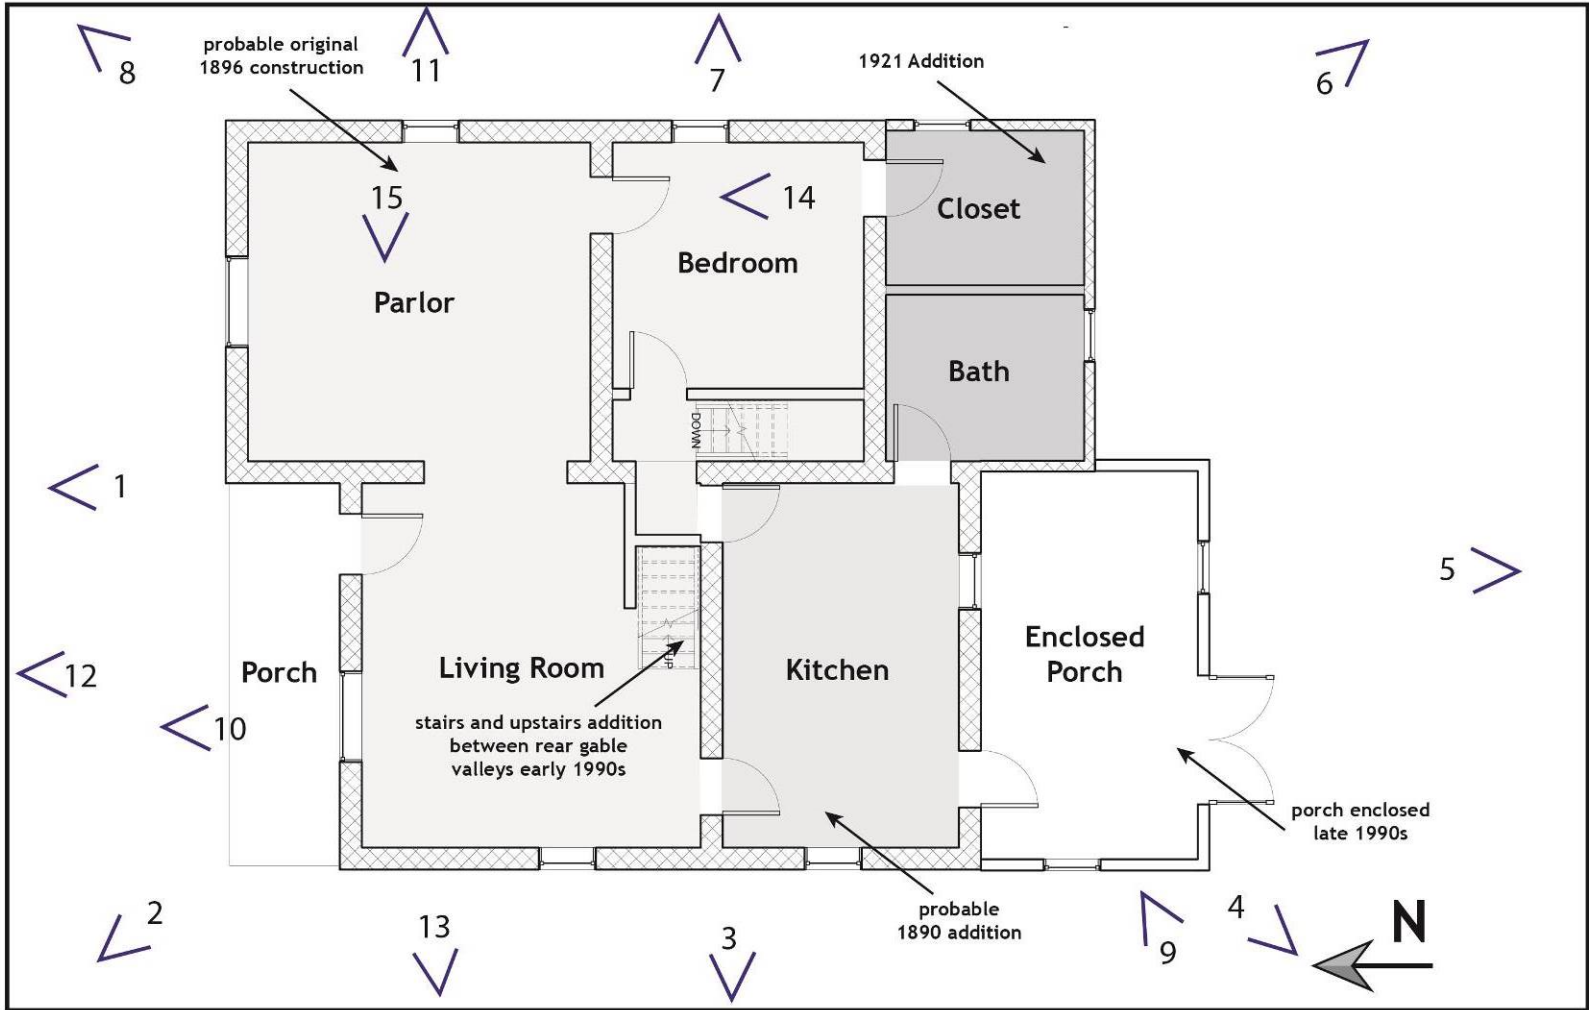 probable original
1896 construction
8
11
7
1921 Addition
6
15
14
Closet
Bedroom
Parlor
Bath
DOWN
1
5
Enclosed
Porch
Porch
Living Room
UP
Kitchen
12
10
stairs and upstairs addition
between rear gable
valleys early 1990s
porch enclosed
late 1990s
probable
1890 addition
2
13
3
4
9
N